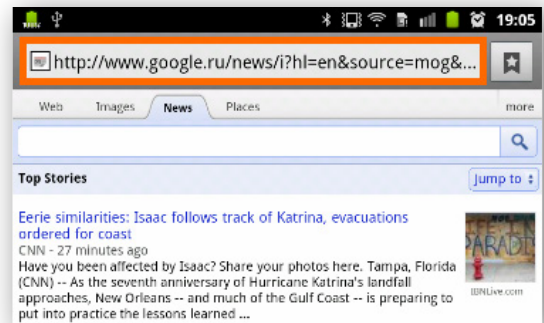 19:05
http://www.google.ru/news/i?hl=en&source=mog&...
Web Images News Places more
Top Stories
Jump to
Eerie similarities: Isaac follows track of Katrina, evacuations
ordered for coast
CNN - 27 minutes ago
Have you been affected by Isaac? Share your photos here. Tampa, Florida
(CNN) -- As the seventh anniversary of Hurricane Katrina's landfall
approaches, New Orleans -- and much of the Gulf Coast -- is preparing to
put into practice the lessons learned ...
PARADI
IBNLive.com